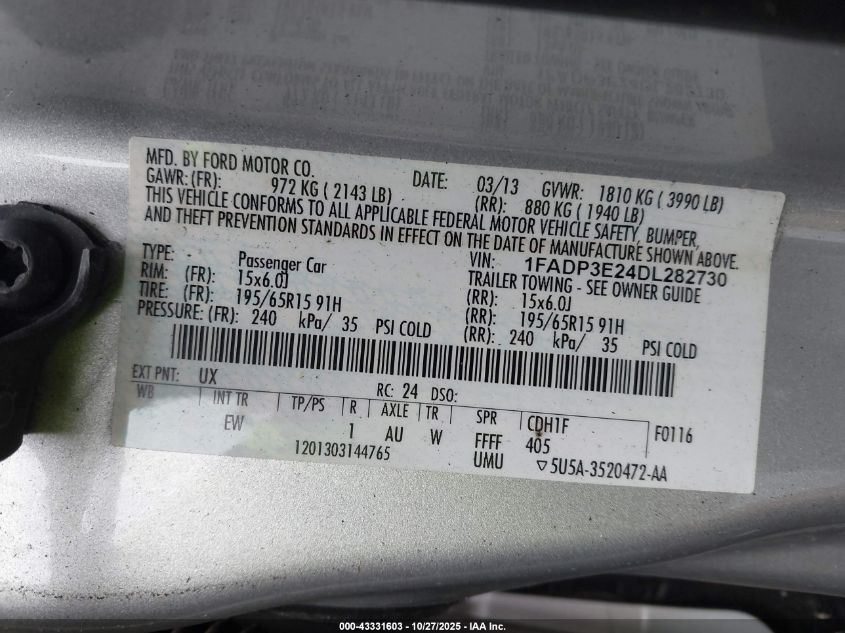 MFD. BY FORD MOTOR CO.
DATE: 03/13 GVWR: 1810 KG ( 3990 LB)
GAWR: (FR): 972 KG ( 2143 LB) (RR): 880 KG ( 1940 LB)
THIS VEHICLE CONFORMS TO ALL APPLICABLE FEDERAL MOTOR VEHICLE SAFETY, BUMPER,
AND THEFT PREVENTION STANDARDS IN EFFECT ON THE DATE OF MANUFACTURE SHOWN ABOVE.
VIN: 1FADP3E24DL282730
TYPE: Passenger Car TRAILER TOWING - SEE OWNER GUIDE
RIM: (FR): 15x6.0J (RR): 15x6.0J
TIRE: (FR): 195/65R15 91H (RR): 195/65R15 91H
PRESSURE: (FR): 240 kPa/ 35 PSI COLD (RR): 240 kPa/ 35 PSI COLD
EXT PNT: UX RC: 24 DSO:
WB INT TR TP/PS R AXLE TR SPR CDH1F F0116
EW 1 AU W FFFF 405
1201303144765 UMU ▽5U5A-3520472-AA
000-43331603 | 10/27/2025 - IAA Inc.